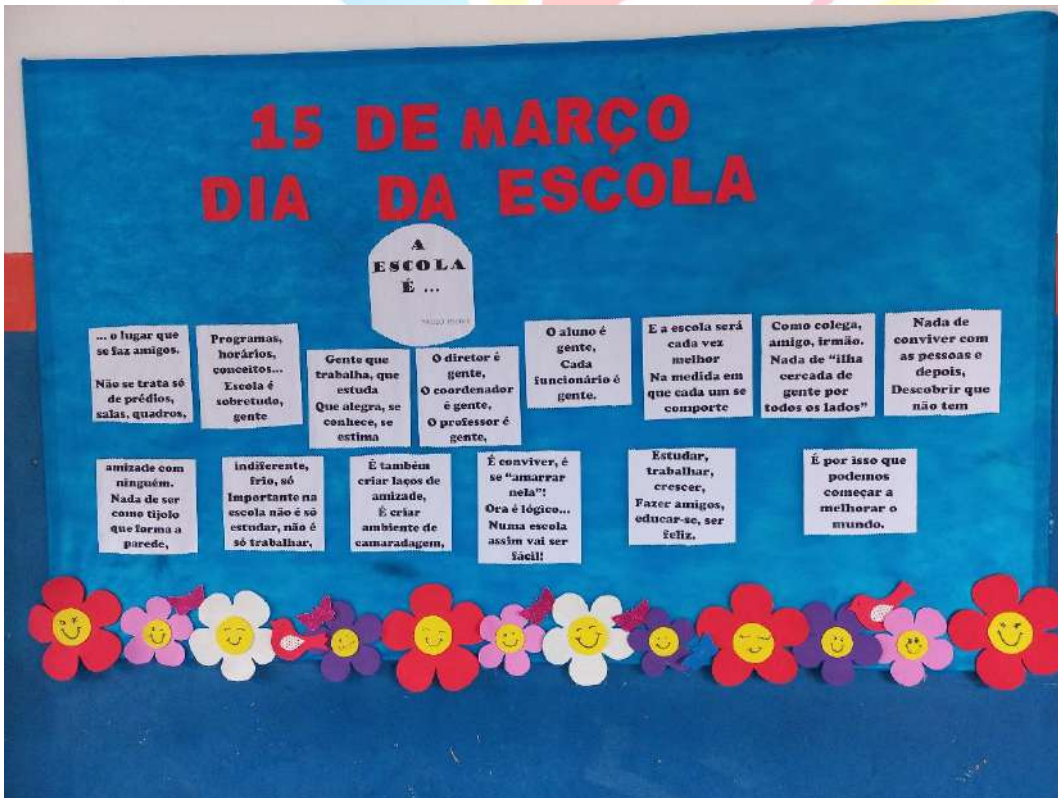 15 DE MARÇO
DIA DA ESCOLA
A
ESCOLA
É ...
... o lugar que
se faz amigos.
Não se trata só
de prédios,
salas, quadros,
Programas,
horários,
conceitos...
Escola é
sobretudo,
gente
Gente que
trabalha, que
estuda
Que alegra, se
conhece, se
estima
O diretor é
gente,
O coordenador
é gente,
O professor é
gente,
O aluno é
gente,
Cada
funcionário é
gente.
E a escola será
cada vez
melhor
Na medida em
que cada um se
comporte
Como colega,
amigo, irmão.
Nada de “ilha
cercada de
gente por
todos os lados”
Nada de
conviver com
as pessoas e
depois,
Descobrir que
não tem
amizade com
ninguém.
Nada de ser
como tijolo
que forma a
parede,
indiferente,
frio, só
Importante na
escola não é só
estudar, não é
só trabalhar,
É também
criar laços de
amizade,
É criar
ambiente de
camaradagem,
É conviver, é
se “amarrar
nela”!
Ora é lógico...
Numa escola
assim vai ser
fácil!
Estudar,
trabalhar,
crescer,
Fazer amigos,
educar-se, ser
feliz.
É por isso que
podemos
começar a
melhorar o
mundo.